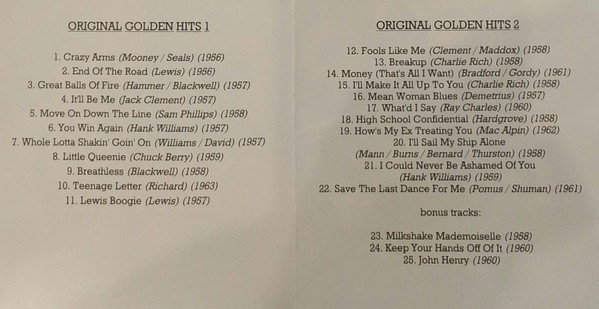 ORIGINAL GOLDEN HITS 1
1. Crazy Arms (Mooney / Seals) (1956)
2. End Of The Road (Lewis) (1956)
3. Great Balls Of Fire (Hammer / Blackwell) (1957)
4. It'll Be Me (Jack Clement) (1957)
5. Move On Down The Line (Sam Phillips) (1958)
6. You Win Again (Hank Williams) (1957)
7. Whole Lotta Shakin' Goin' On (Williams / David) (1957)
8. Little Queenie (Chuck Berry) (1959)
9. Breathless (Blackwell) (1958)
10. Teenage Letter (Richard) (1963)
11. Lewis Boogie (Lewis) (1957)
ORIGINAL GOLDEN HITS 2
12. Fools Like Me (Clement / Maddox) (1958)
13. Breakup (Charlie Rich) (1958)
14. Money (That's All I Want) (Bradford / Gordy) (1961)
15. I'll Make It All Up To You (Charlie Rich) (1958)
16. Mean Woman Blues (Demetrius) (1957)
17. What'd I Say (Ray Charles) (1960)
18. High School Confidential (Hardgrove) (1958)
19. How's My Ex Treating You (Mac Alpin) (1962)
20. I'll Sail My Ship Alone
(Mann / Burns / Bernard / Thurston) (1958)
21. I Could Never Be Ashamed Of You
(Hank Williams) (1959)
22. Save The Last Dance For Me (Pomus / Shuman) (1961)
bonus tracks:
23. Milkshake Mademoiselle (1958)
24. Keep Your Hands Off Of It (1960)
25. John Henry (1960)